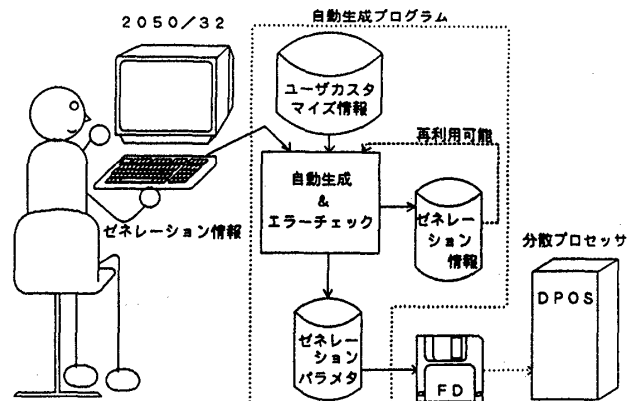 ２０５０／３２
自動生成プログラム
ユーザカスタ
マイズ情報
再利用可能
自動生成
＆
エラーチェック
ゼネレーション情報
ゼネレー
ション
情報
分散プロセッサ
ＤＰＯＳ
ゼネレー
ション
パラメタ
ＦＤ